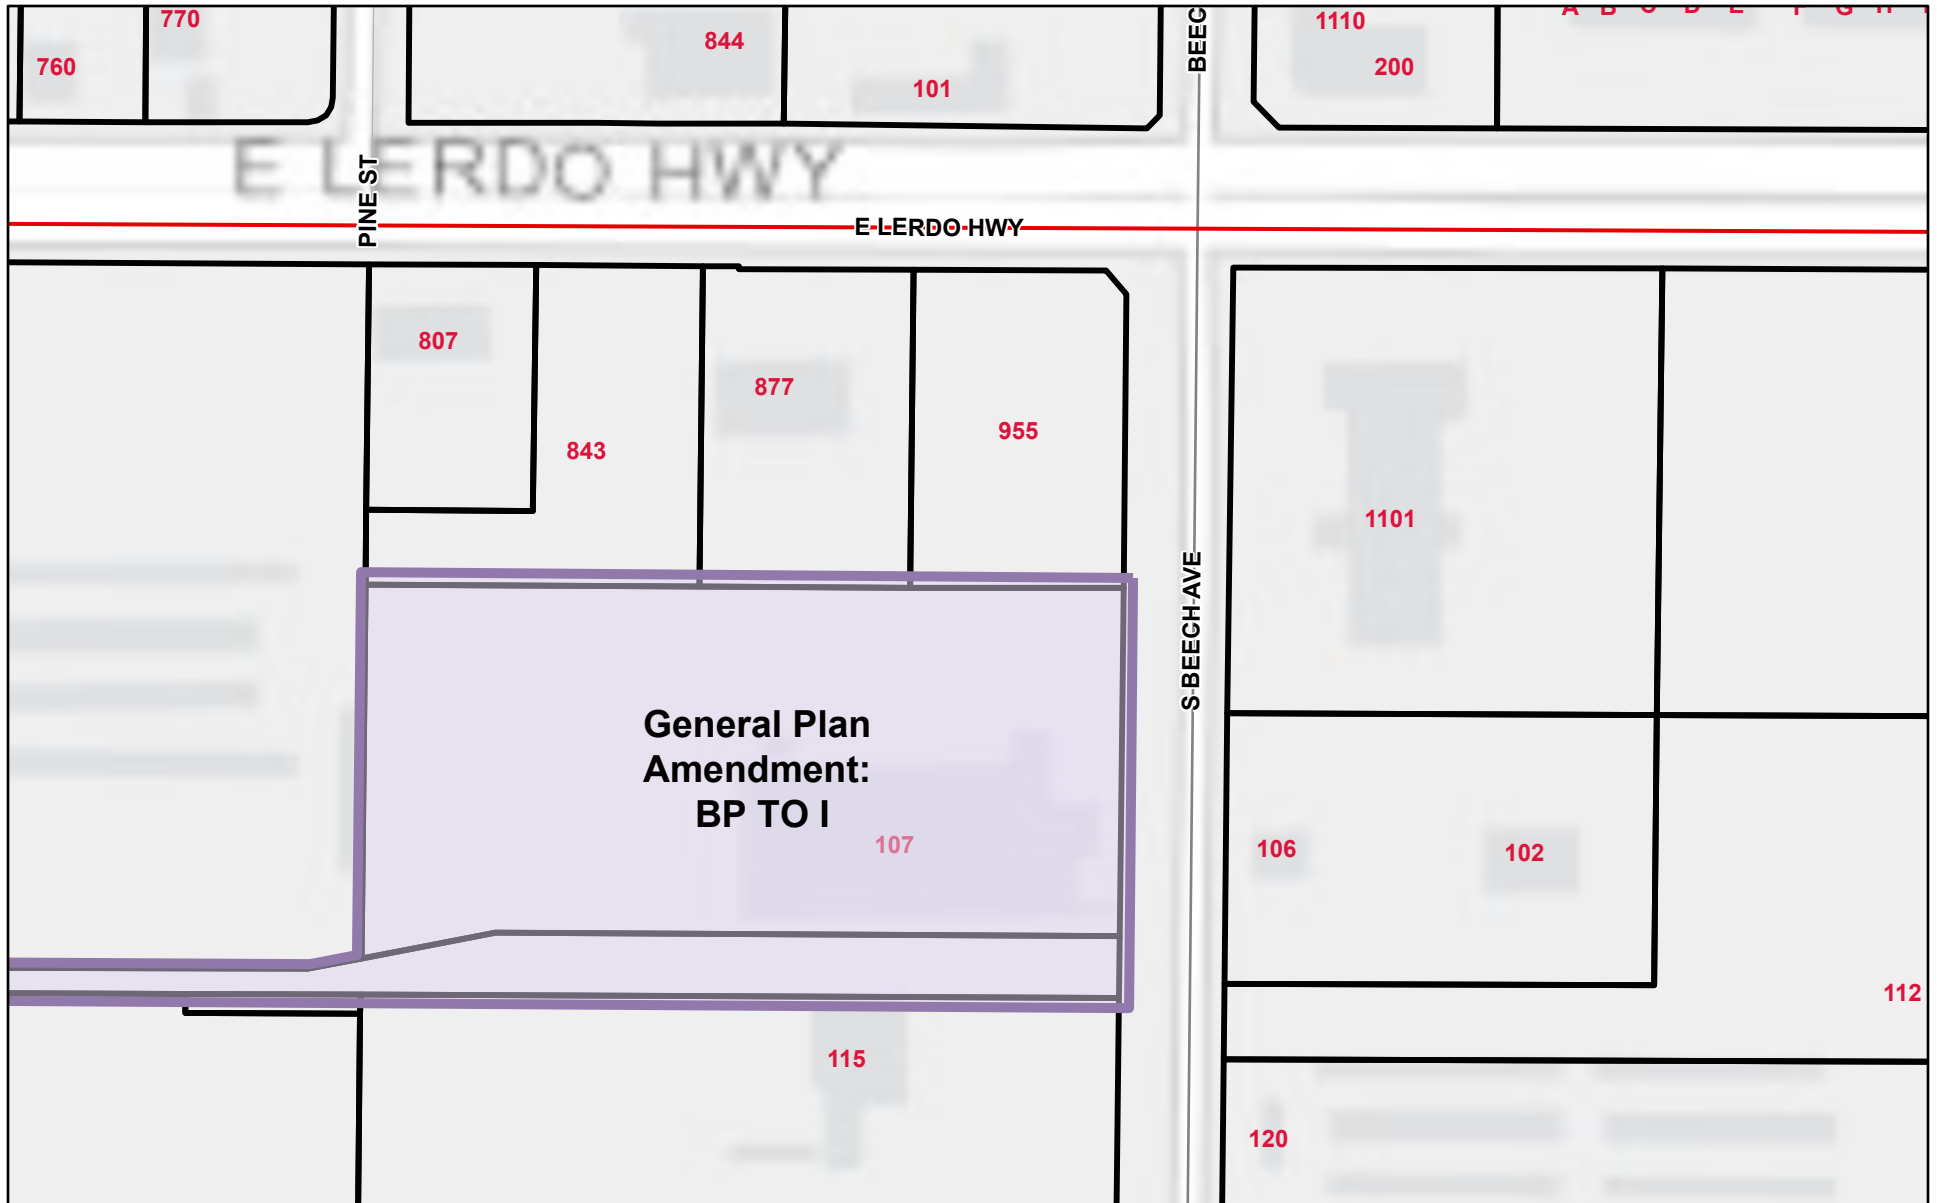 770
760
844
101
BEEC
1110
200
E LERDO HWY
PINE ST
E LERDO HWY
807
843
877
955
1101
S BEECH AVE
General Plan
Amendment:
BP TO I
107
106
102
112
115
120